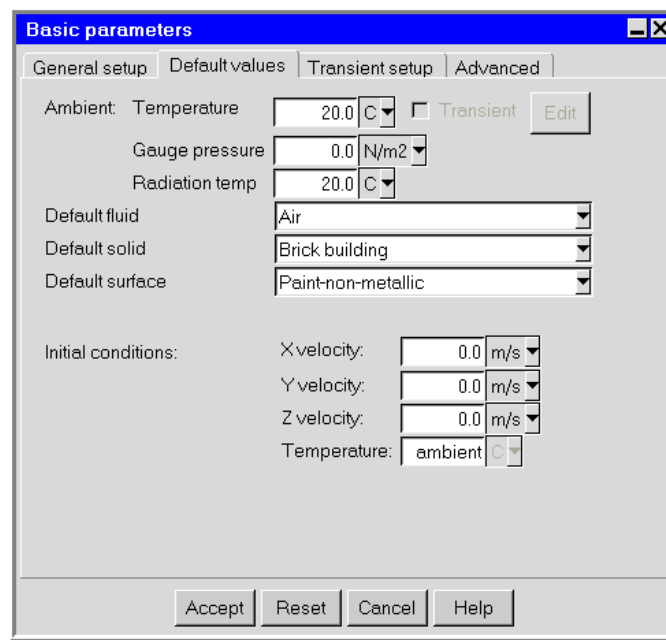 Basic parameters
General setup Default values Transient setup Advanced
Ambient: Temperature 20.0 C Transient Edit
Gauge pressure 0.0 N/m2
Radiation temp 20.0 C
Default fluid Air
Default solid Brick building
Default surface Paint-non-metallic
Initial conditions: X velocity: 0.0 m/s
Y velocity: 0.0 m/s
Z velocity: 0.0 m/s
Temperature: ambient C
Accept Reset Cancel Help